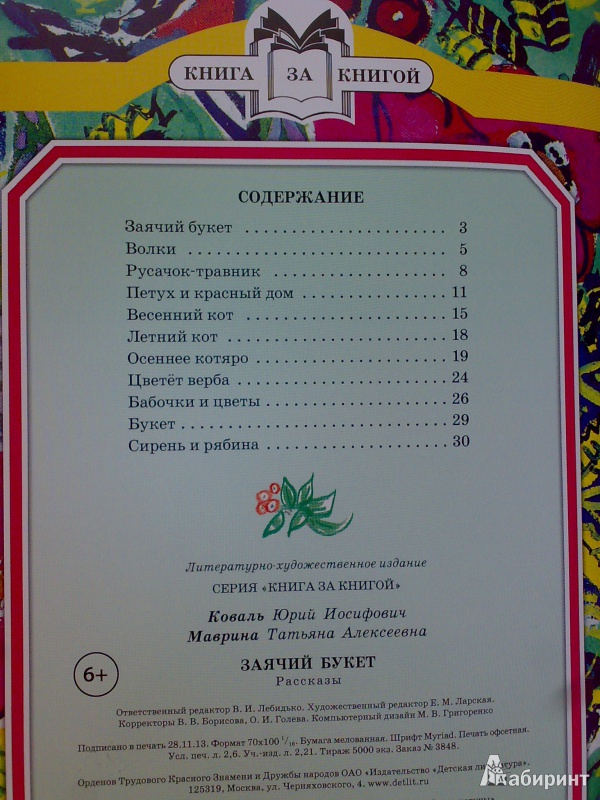 КНИГА ЗА КНИГОЙ
СОДЕРЖАНИЕ
Заячий букет . . . . . . . . . . . . . . . . . . . . . . 3
Волки . . . . . . . . . . . . . . . . . . . . . . . . . . . . 5
Русачок-травник . . . . . . . . . . . . . . . . . . . 8
Петух и красный дом . . . . . . . . . . . . . . . . 11
Весенний кот . . . . . . . . . . . . . . . . . . . . . . 15
Летний кот . . . . . . . . . . . . . . . . . . . . . . . . 18
Осеннее котяро . . . . . . . . . . . . . . . . . . . . . 19
Цветёт верба . . . . . . . . . . . . . . . . . . . . . . . 24
Бабочки и цветы . . . . . . . . . . . . . . . . . . . . 26
Букет . . . . . . . . . . . . . . . . . . . . . . . . . . . . . 29
Сирень и рябина . . . . . . . . . . . . . . . . . . . . 30
Литературно-художественное издание
СЕРИЯ «КНИГА ЗА КНИГОЙ»
Коваль Юрий Иосифович
Маврина Татьяна Алексеевна
ЗАЯЧИЙ БУКЕТ
6+
Рассказы
Ответственный редактор В. И. Лебидько. Художественный редактор Е. М. Ларская.
Корректоры В. В. Борисова, О. И. Голева. Компьютерный дизайн М. В. Григоренко
Подписано в печать 28.11.13. Формат 70х100 1/16. Бумага мелованная. Шрифт Myriad. Печать офсетная.
Усл. печ. л. 2,6. Уч.-изд. л. 2,21. Тираж 5000 экз. Заказ № 3848.
Орденов Трудового Красного Знамени и Дружбы народов ОАО «Издательство «Детская литература».
125319, Москва, ул. Черняховского, 4. www.detlit.ru
Лабиринт